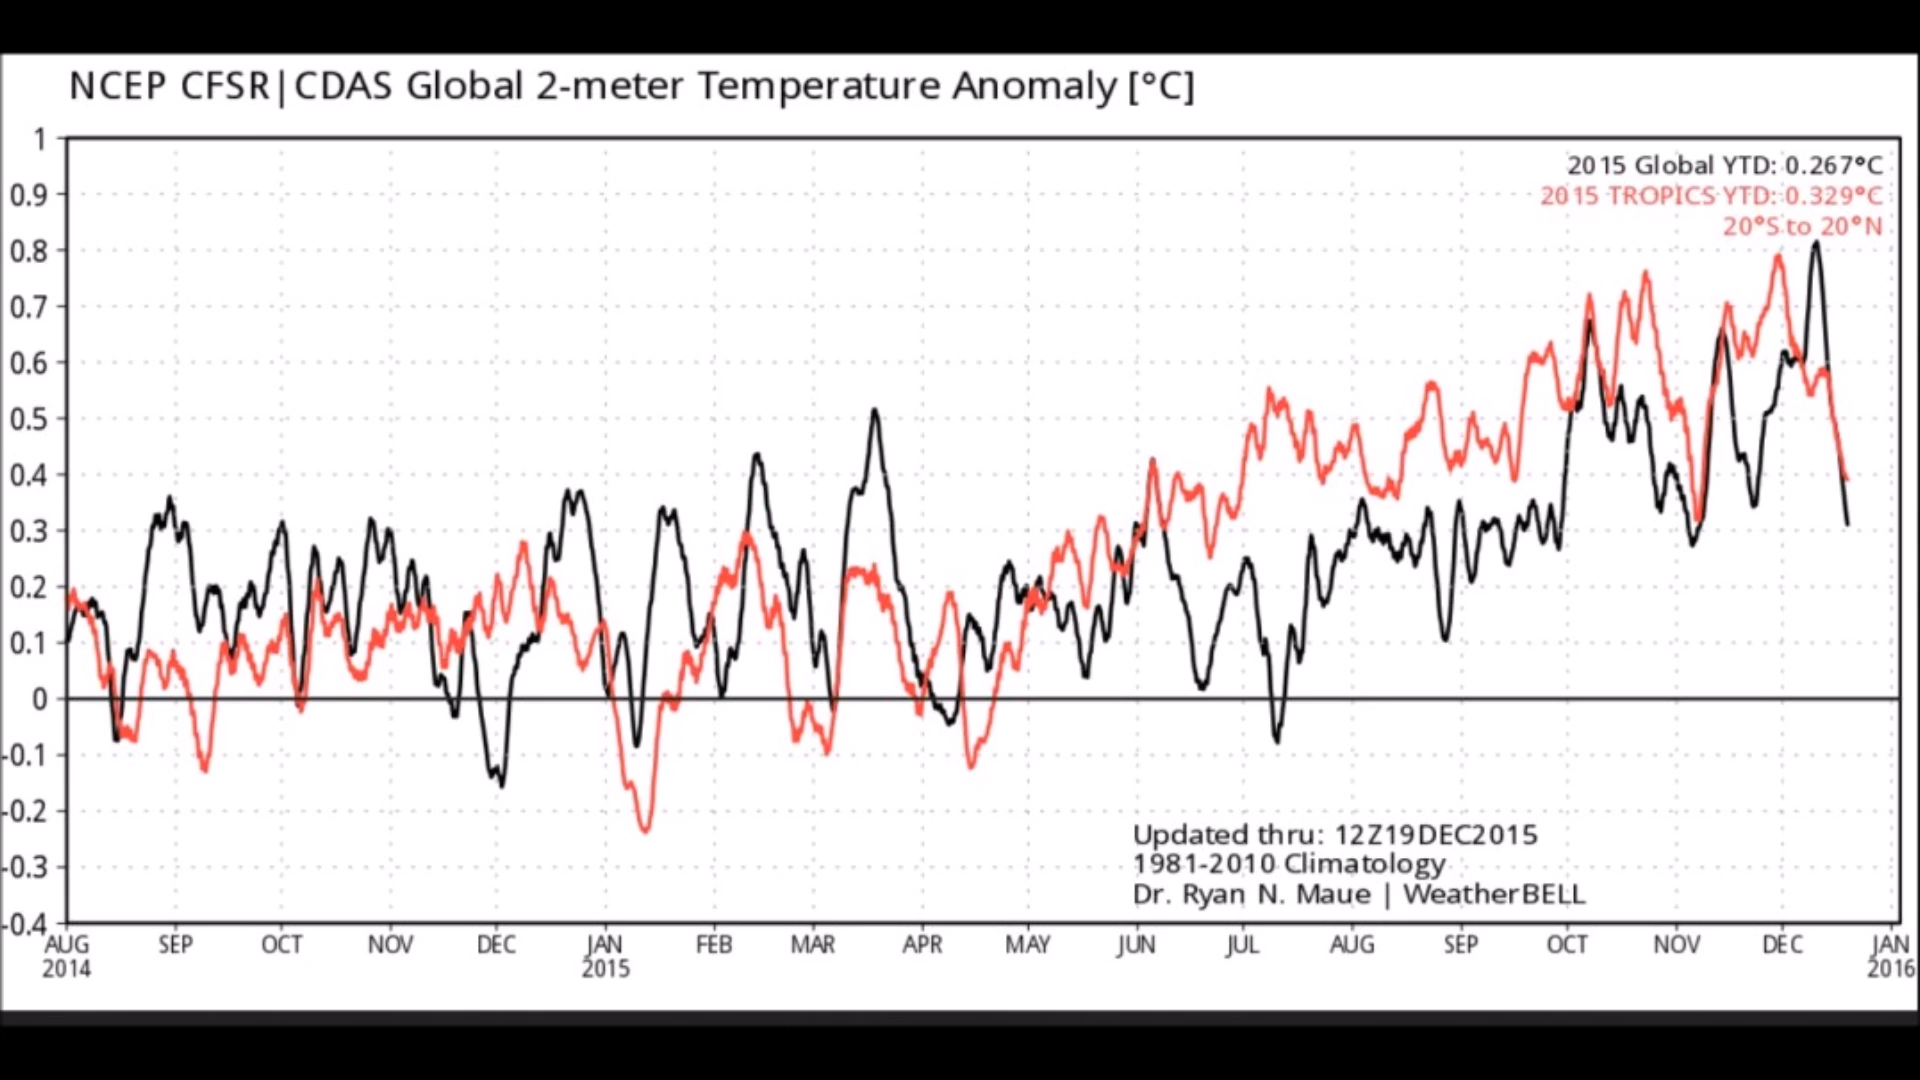 NCEP CFSR|CDAS Global 2-meter Temperature Anomaly [°C]
1
2015 Global YTD: 0.267°C
0.9
2015 TROPICS YTD: 0.329°C
20°S to 20°N
0.8
0.7
0.6
0.5
0.4
0.3
0.2
0.1
0
-0.1
-0.2
Updated thru: 12Z19DEC2015
-0.3
1981-2010 Climatology
Dr. Ryan N. Maue | WeatherBELL
-0.4
AUG SEP OCT NOV DEC JAN FEB MAR APR MAY JUN JUL AUG SEP OCT NOV DEC JAN
2014 2015 2016